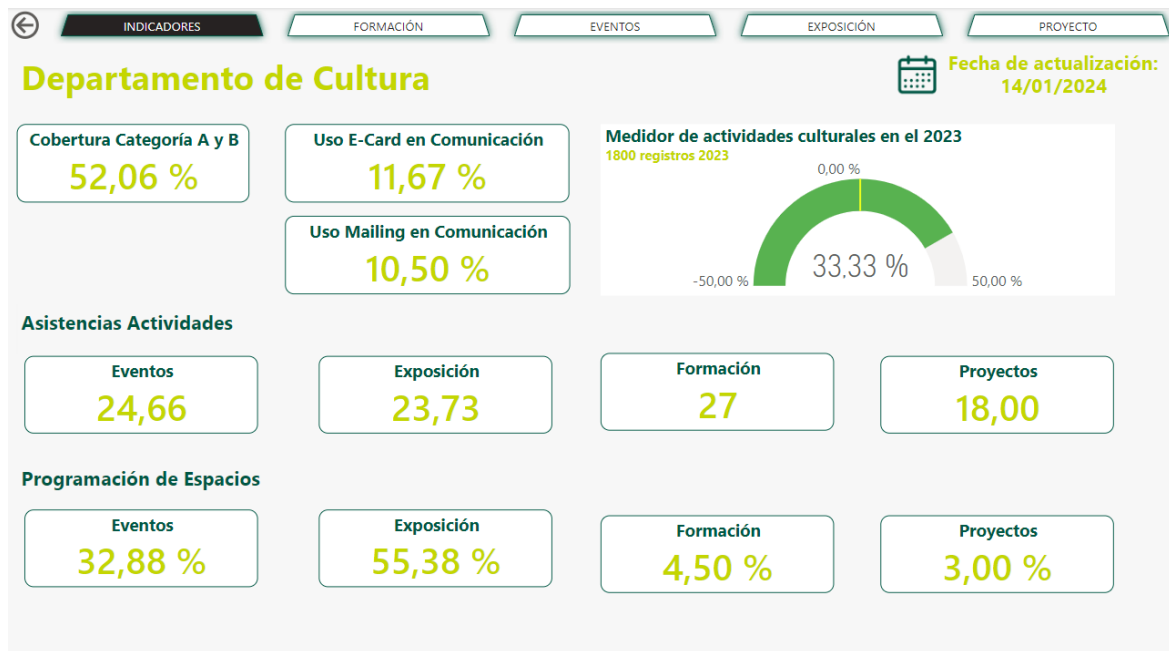 INDICADORES
FORMACIÓN
EVENTOS
EXPOSICIÓN
PROYECTO
Departamento de Cultura
Fecha de actualización:
14/01/2024
Cobertura Categoría A y B
52,06 %
Uso E-Card en Comunicación
11,67 %
Uso Mailing en Comunicación
10,50 %
Medidor de actividades culturales en el 2023
1800 registros 2023
0,00 %
33,33 %
-50,00 %
50,00 %
Asistencias Actividades
Eventos
24,66
Exposición
23,73
Formación
27
Proyectos
18,00
Programación de Espacios
Eventos
32,88 %
Exposición
55,38 %
Formación
4,50 %
Proyectos
3,00 %